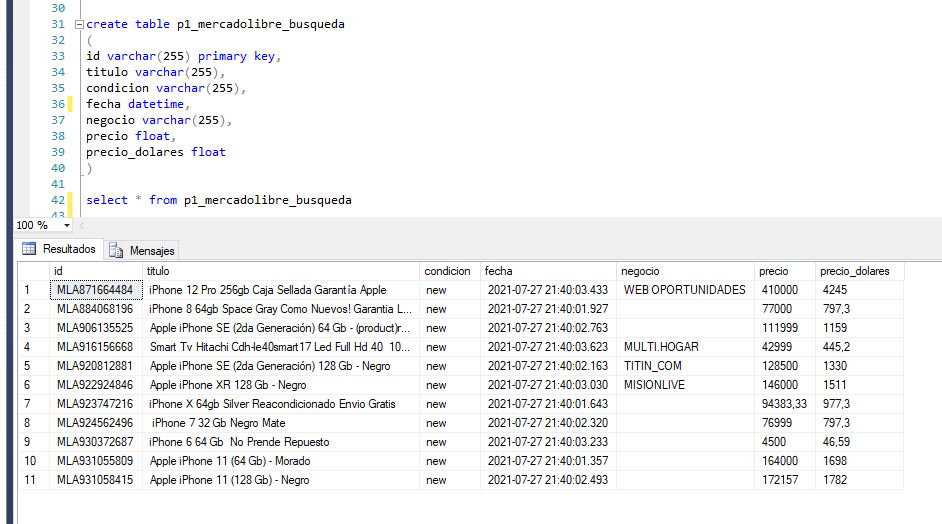 30
31 create table p1_mercadolibre_busqueda
32 (
33 id varchar(255) primary key,
34 titulo varchar(255),
35 condicion varchar(255),
36 fecha datetime,
37 negocio varchar(255),
38 precio float,
39 precio_dolares float
40 )
41
42 select * from p1_mercadolibre_busqueda
43
100 %
Resultados Mensajes
id titulo condicion fecha negocio precio precio_dolares
1 MLA871664484 iPhone 12 Pro 256gb Caja Sellada Garantía Apple new 2021-07-27 21:40:03.433 WEB OPORTUNIDADES 410000 4245
2 MLA884068196 iPhone 8 64gb Space Gray Como Nuevos! Garantia L... new 2021-07-27 21:40:01.927 77000 797,3
3 MLA906135525 Apple iPhone SE (2da Generación) 64 Gb - (product)r... new 2021-07-27 21:40:02.763 111999 1159
4 MLA916156668 Smart Tv Hitachi Cdh-le40smart17 Led Full Hd 40 10... new 2021-07-27 21:40:03.623 MULTI.HOGAR 42999 445,2
5 MLA920812881 Apple iPhone SE (2da Generación) 128 Gb - Negro new 2021-07-27 21:40:02.163 TITIN_COM 128500 1330
6 MLA922924846 Apple iPhone XR 128 Gb - Negro new 2021-07-27 21:40:03.030 MISIONLIVE 146000 1511
7 MLA923747216 iPhone X 64gb Silver Reacondicionado Envio Gratis new 2021-07-27 21:40:01.643 94383,33 977,3
8 MLA924562496 iPhone 7 32 Gb Negro Mate new 2021-07-27 21:40:02.320 76999 797,3
9 MLA930372687 iPhone 6 64 Gb No Prende Repuesto new 2021-07-27 21:40:03.233 4500 46,59
10 MLA931055809 Apple iPhone 11 (64 Gb) - Morado new 2021-07-27 21:40:01.357 164000 1698
11 MLA931058415 Apple iPhone 11 (128 Gb) - Negro new 2021-07-27 21:40:02.493 172157 1782